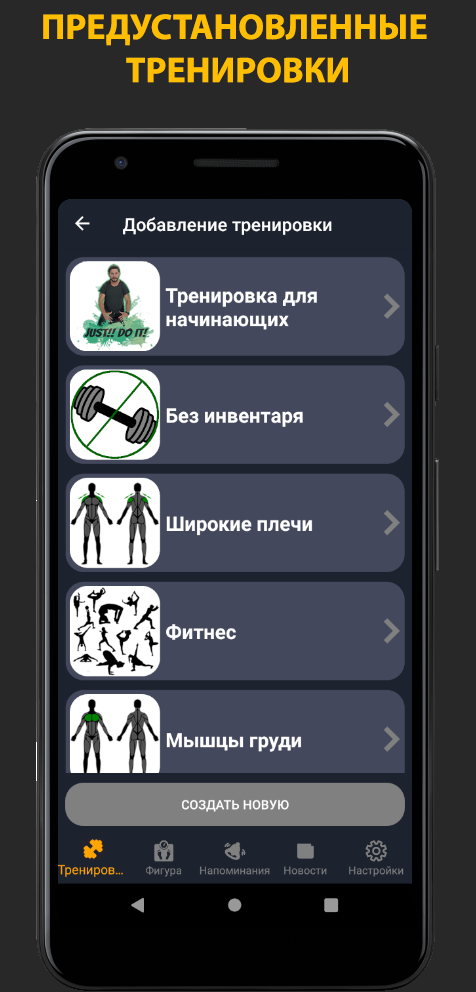 ПРЕДУСТАНОВЛЕННЫЕ
ТРЕНИРОВКИ
Добавление тренировки
JUST!! DO IT!
Тренировка для
начинающих
Без инвентаря
Широкие плечи
Фитнес
Мышцы груди
СОЗДАТЬ НОВУЮ
Трениров...
Фигура
Напоминания
Новости
Настройки